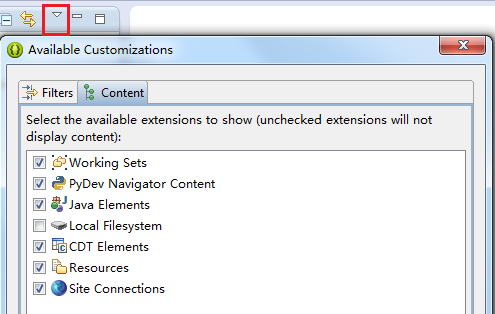 Available Customizations
Filters
Content
Select the available extensions to show (unchecked extensions will not
display content):
Working Sets
PyDev Navigator Content
Java Elements
Local Filesystem
CDT Elements
Resources
Site Connections